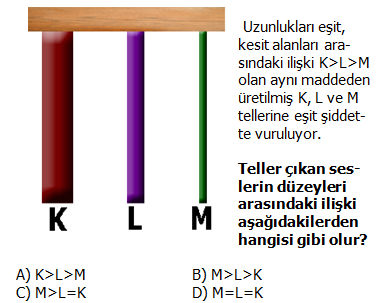 Uzunlukları eşit,
kesit alanları ara-
sındaki ilişki K>L>M
olan aynı maddeden
üretilmiş K, L ve M
tellerine eşit şiddet-
te vuruluyor.
Teller çıkan ses-
lerin düzeyleri
arasındaki ilişki
aşağıdakilerden
hangisi gibi olur?
K L M
A) K>L>M B) M>L>K
C) M>L=K D) M=L=K